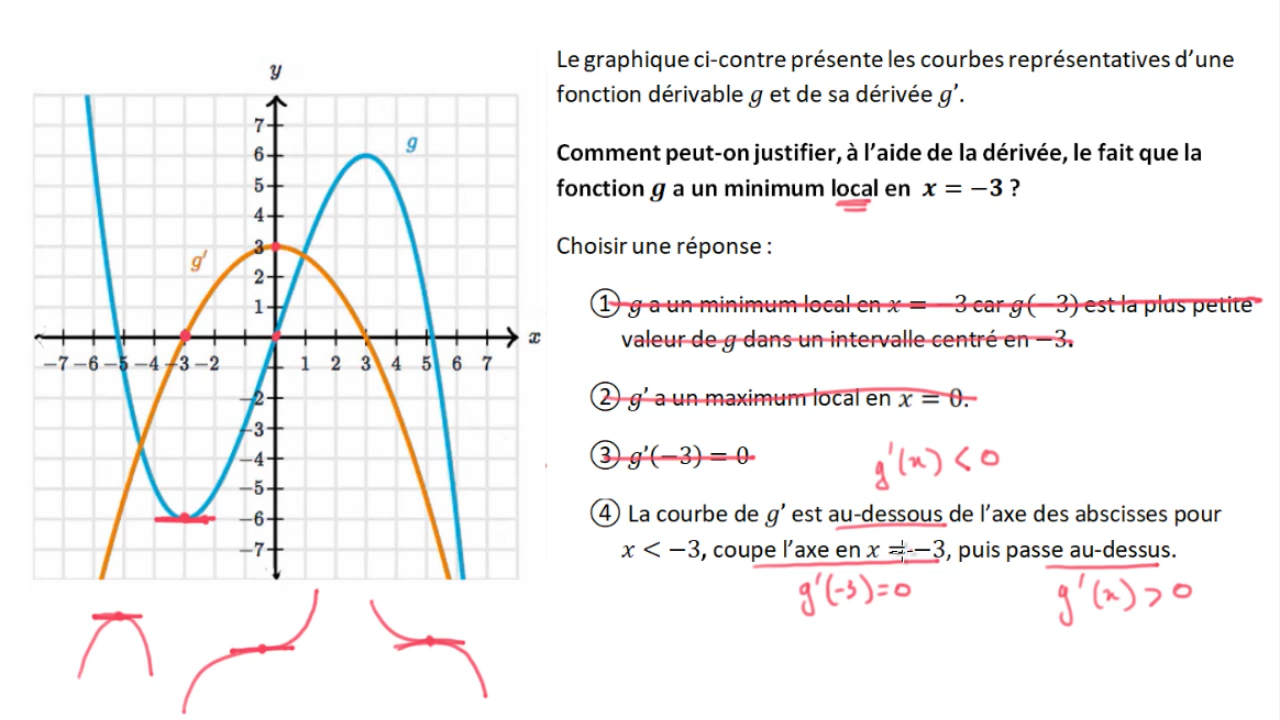 Le graphique ci-contre présente les courbes représentatives d’une
fonction dérivable g et de sa dérivée g’.
Comment peut-on justifier, à l’aide de la dérivée, le fait que la
fonction g a un minimum local en x = −3 ?
Choisir une réponse :
① g a un minimum local en x = −3 car g(−3) est la plus petite
valeur de g dans un intervalle centré en −3.
② g’ a un maximum local en x = 0.
③ g’(−3) = 0
g'(x) < 0
④ La courbe de g’ est au-dessous de l’axe des abscisses pour
x < −3, coupe l’axe en x = −3, puis passe au-dessus.
g'(-3)=0
g'(x) > 0
y
7
6
5
4
3
2
1
g
g'
x
−7 −6 −5 −4 −3 −2 1 2 3 4 5 6 7
−2
−3
−4
−5
−6
−7